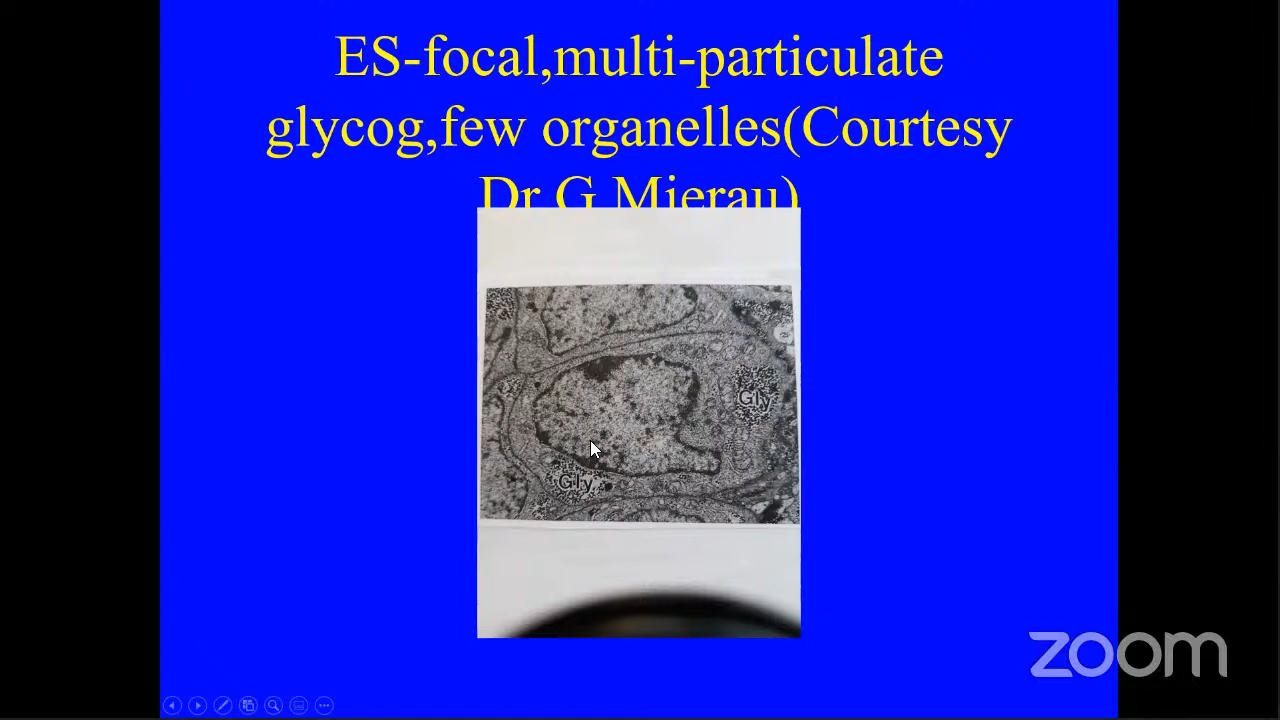 ES-focal,multi-particulate
glycog,few organelles(Courtesy
Dr G Mierau)
Gly
Gly
zoom